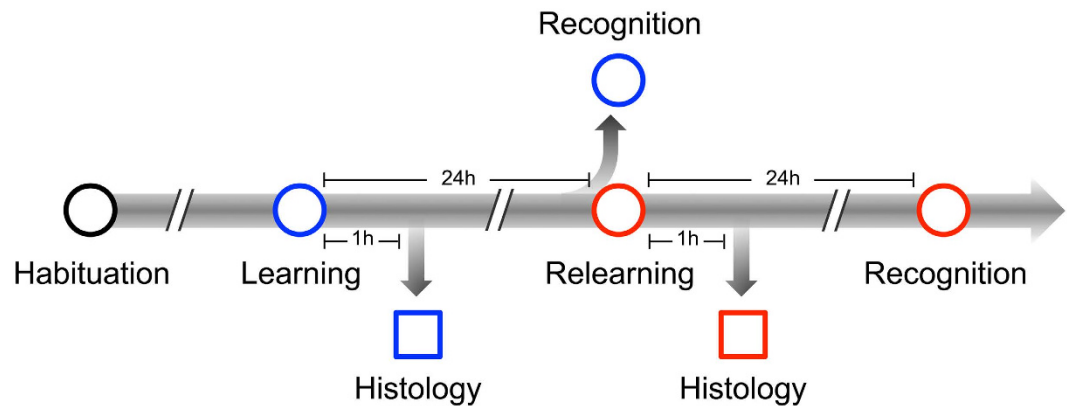 Recognition
24h
24h
1h
1h
Habituation
Learning
Relearning
Recognition
Histology
Histology